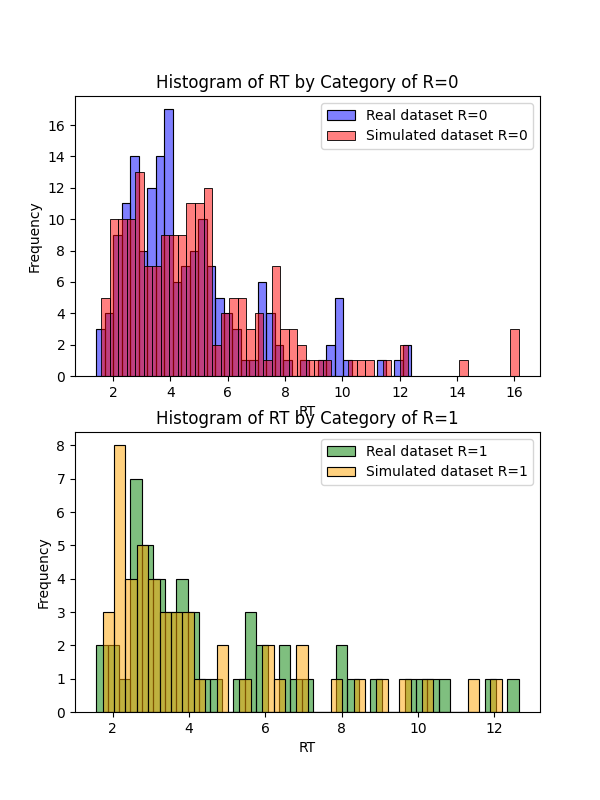 Histogram of RT by Category of R=0
Real dataset R=0
Simulated dataset R=0
Frequency
16
14
12
10
8
6
4
2
0
2 4 6 8 10 12 14 16
RT
Histogram of RT by Category of R=1
Real dataset R=1
Simulated dataset R=1
Frequency
8
7
6
5
4
3
2
1
0
2 4 6 8 10 12
RT